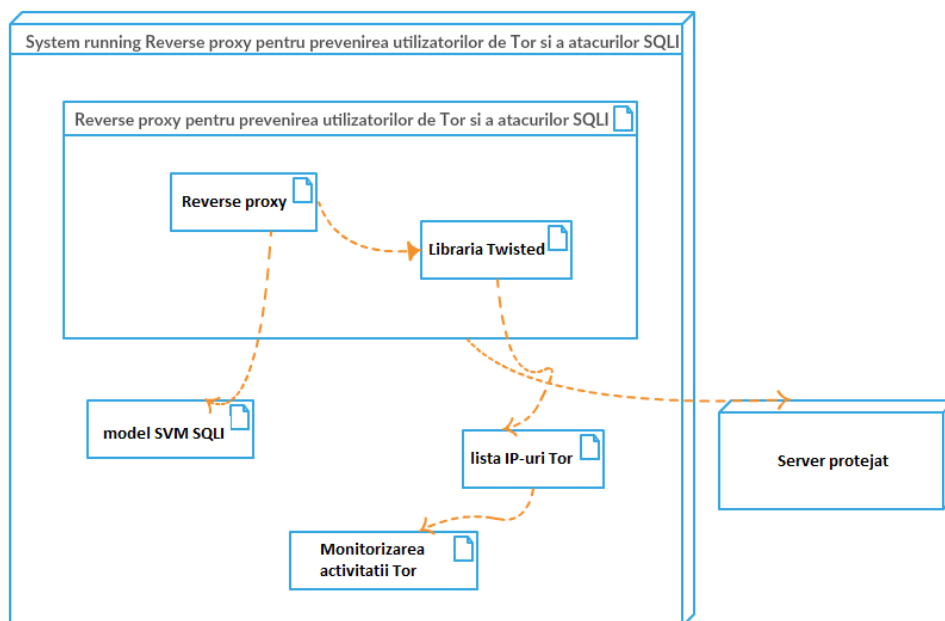 System running Reverse proxy pentru prevenirea utilizatorilor de Tor si a atacurilor SQLI
Reverse proxy pentru prevenirea utilizatorilor de Tor si a atacurilor SQLI
Reverse proxy
Libraria Twisted
model SVM SQLI
lista IP-uri Tor
Server protejat
Monitorizarea
activitatii Tor